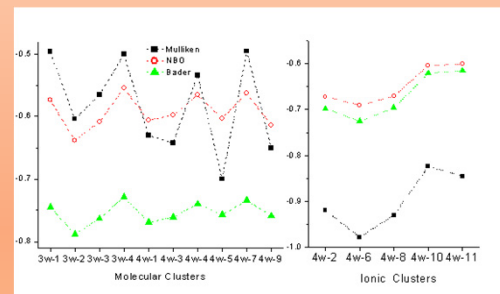 Mulliken
NBO
Bader
-0.5
-0.6
-0.7
-0.8
3w-1 3w-2 3w-3 3w-4 4w-1 4w-3 4w-4 4w-5 4w-7 4w-9
Molecular Clusters
-0.6
-0.7
-0.8
-0.9
-1.0
4w-2 4w-6 4w-8 4w-10 4w-11
Ionic Clusters